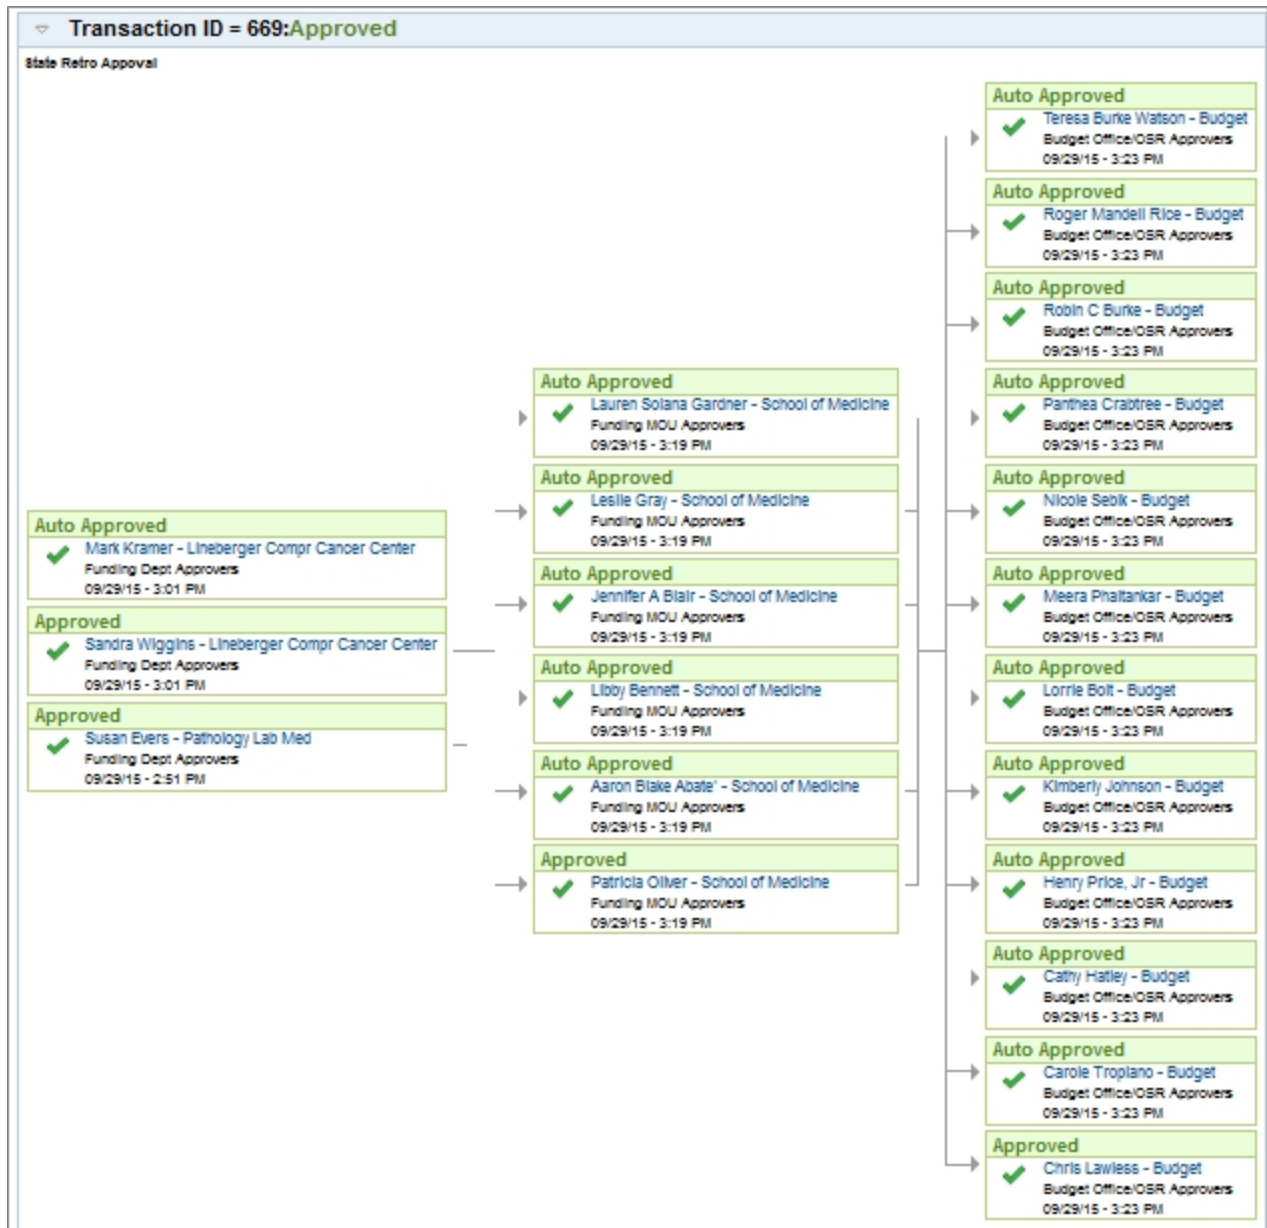 Transaction ID = 669:Approved
State Retro Appoval
Auto Approved
Mark Kramer - Lineberger Compr Cancer Center
Funding Dept Approvers
09/29/15 - 3:01 PM
Approved
Sandra Wiggins - Lineberger Compr Cancer Center
Funding Dept Approvers
09/29/15 - 3:01 PM
Approved
Susan Evers - Pathology Lab Med
Funding Dept Approvers
09/29/15 - 2:51 PM
Auto Approved
Lauren Solana Gardner - School of Medicine
Funding MOU Approvers
09/29/15 - 3:19 PM
Auto Approved
Leslie Gray - School of Medicine
Funding MOU Approvers
09/29/15 - 3:19 PM
Auto Approved
Jennifer A Blair - School of Medicine
Funding MOU Approvers
09/29/15 - 3:19 PM
Auto Approved
Libby Bennett - School of Medicine
Funding MOU Approvers
09/29/15 - 3:19 PM
Auto Approved
Aaron Blake Abate' - School of Medicine
Funding MOU Approvers
09/29/15 - 3:19 PM
Approved
Patricia Oliver - School of Medicine
Funding MOU Approvers
09/29/15 - 3:19 PM
Auto Approved
Teresa Burke Watson - Budget
Budget Office/OSR Approvers
09/29/15 - 3:23 PM
Auto Approved
Roger Mandell Rice - Budget
Budget Office/OSR Approvers
09/29/15 - 3:23 PM
Auto Approved
Robin C Burke - Budget
Budget Office/OSR Approvers
09/29/15 - 3:23 PM
Auto Approved
Panthea Crabtree - Budget
Budget Office/OSR Approvers
09/29/15 - 3:23 PM
Auto Approved
Nicole Sebik - Budget
Budget Office/OSR Approvers
09/29/15 - 3:23 PM
Auto Approved
Meera Phaltankar - Budget
Budget Office/OSR Approvers
09/29/15 - 3:23 PM
Auto Approved
Lorrie Bolt - Budget
Budget Office/OSR Approvers
09/29/15 - 3:23 PM
Auto Approved
Kimberly Johnson - Budget
Budget Office/OSR Approvers
09/29/15 - 3:23 PM
Auto Approved
Henry Price, Jr - Budget
Budget Office/OSR Approvers
09/29/15 - 3:23 PM
Auto Approved
Cathy Hatley - Budget
Budget Office/OSR Approvers
09/29/15 - 3:23 PM
Auto Approved
Carole Tropiano - Budget
Budget Office/OSR Approvers
09/29/15 - 3:23 PM
Approved
Chris Lawless - Budget
Budget Office/OSR Approvers
09/29/15 - 3:23 PM